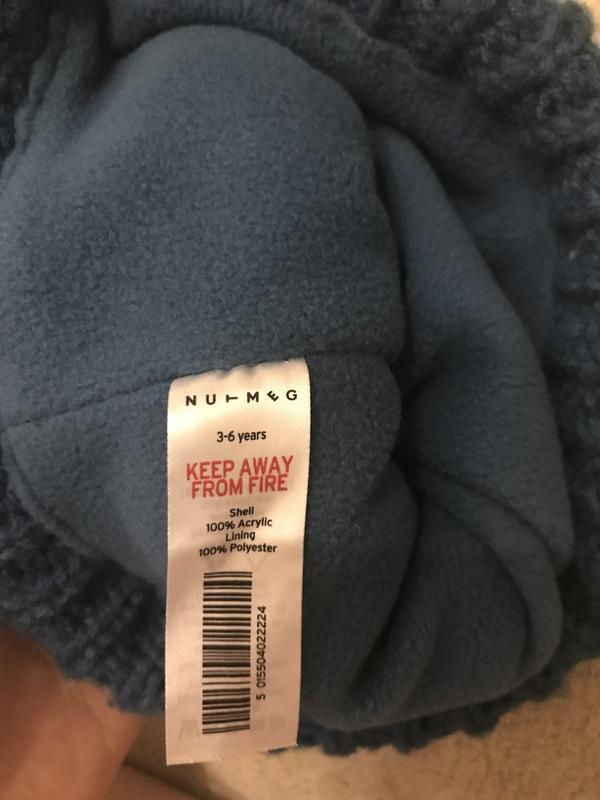 NUTMEG
3-6 years
KEEP AWAY
FROM FIRE
Shell
100% Acrylic
Lining
100% Polyester
5 015504022224